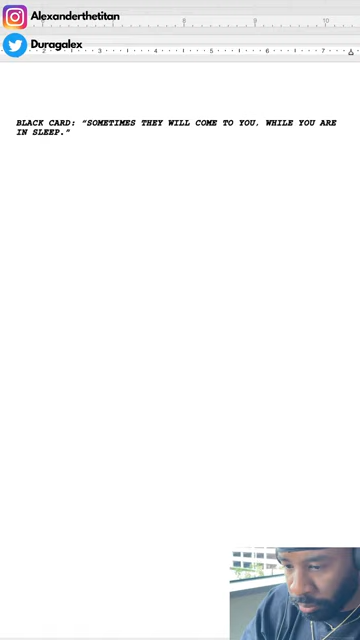 Alexanderthetitan
Duragalex
BLACK CARD: “SOMETIMES THEY WILL COME TO YOU, WHILE YOU ARE
IN SLEEP.”